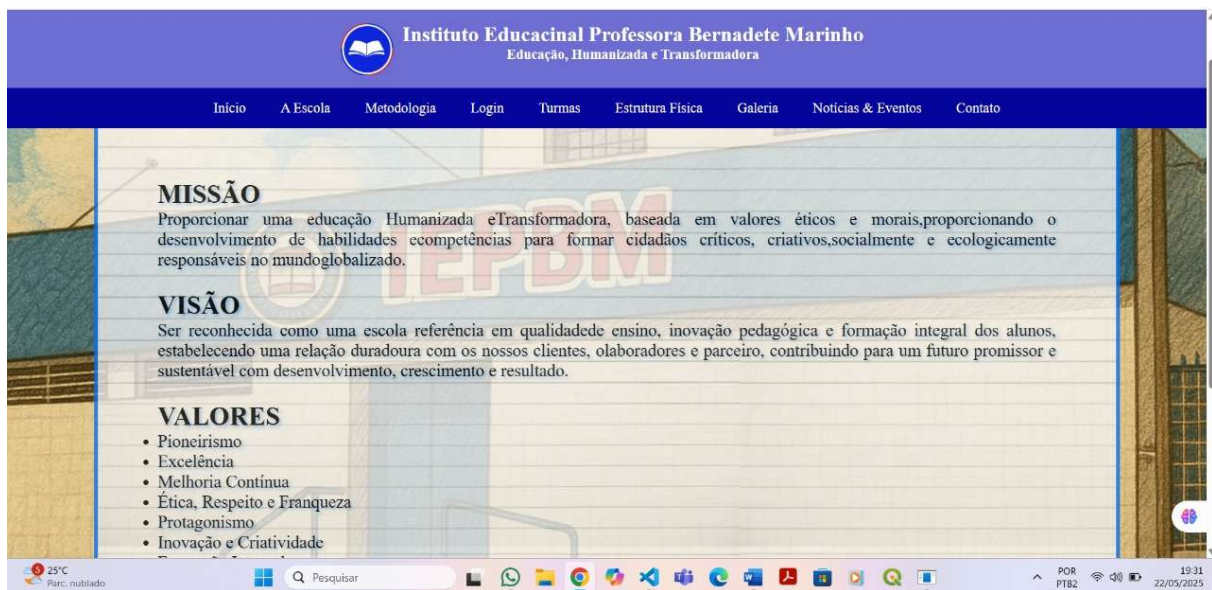 Instituto Educacinal Professora Bernadete Marinho
Educação, Humanizada e Transformadora
Início A Escola Metodologia Login Turmas Estrutura Física Galeria Notícias & Eventos Contato
IEPBM
MISSÃO
Proporcionar uma educação Humanizada eTransformadora, baseada em valores éticos e morais,proporcionando o
desenvolvimento de habilidades ecompetências para formar cidadãos críticos, criativos,socialmente e ecologicamente
responsáveis no mundoglobalizado.
VISÃO
Ser reconhecida como uma escola referência em qualidadede ensino, inovação pedagógica e formação integral dos alunos,
estabelecendo uma relação duradoura com os nossos clientes, olaboradores e parceiro, contribuindo para um futuro promissor e
sustentável com desenvolvimento, crescimento e resultado.
VALORES
• Pioneirismo
• Excelência
• Melhoria Contínua
• Ética, Respeito e Franqueza
• Protagonismo
• Inovação e Criatividade
5 25°C
Parc. nublado
Pesquisar
POR
PTB2
19:31
22/05/2025